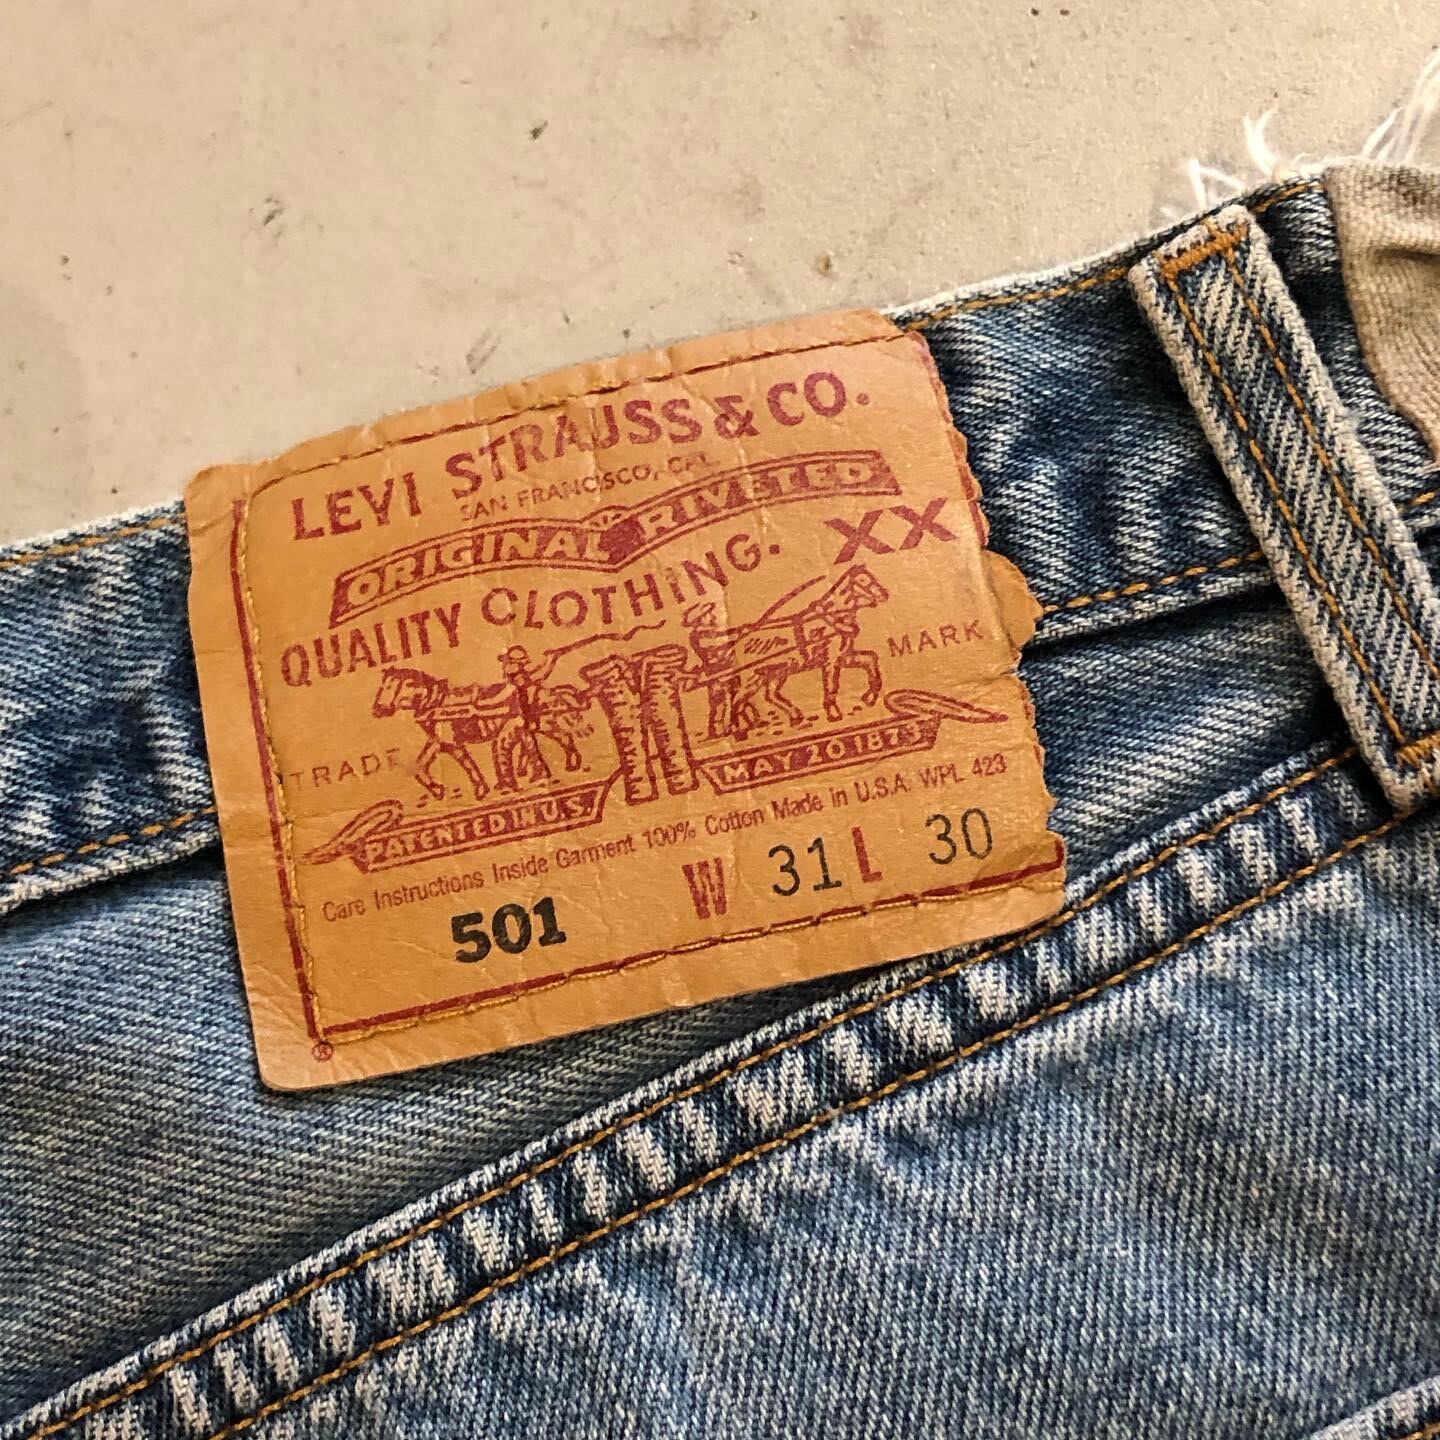 LEVI STRAUSS & CO.
SAN FRANCISCO, CAL.
ORIGINAL RIVETED
QUALITY CLOTHING. XX
TRADE MARK
PATENTED IN U.S. MAY 20 1873
Care Instructions Inside Garment 100% Cotton Made in U.S.A. WPL 423
501 W 31 L 30
®